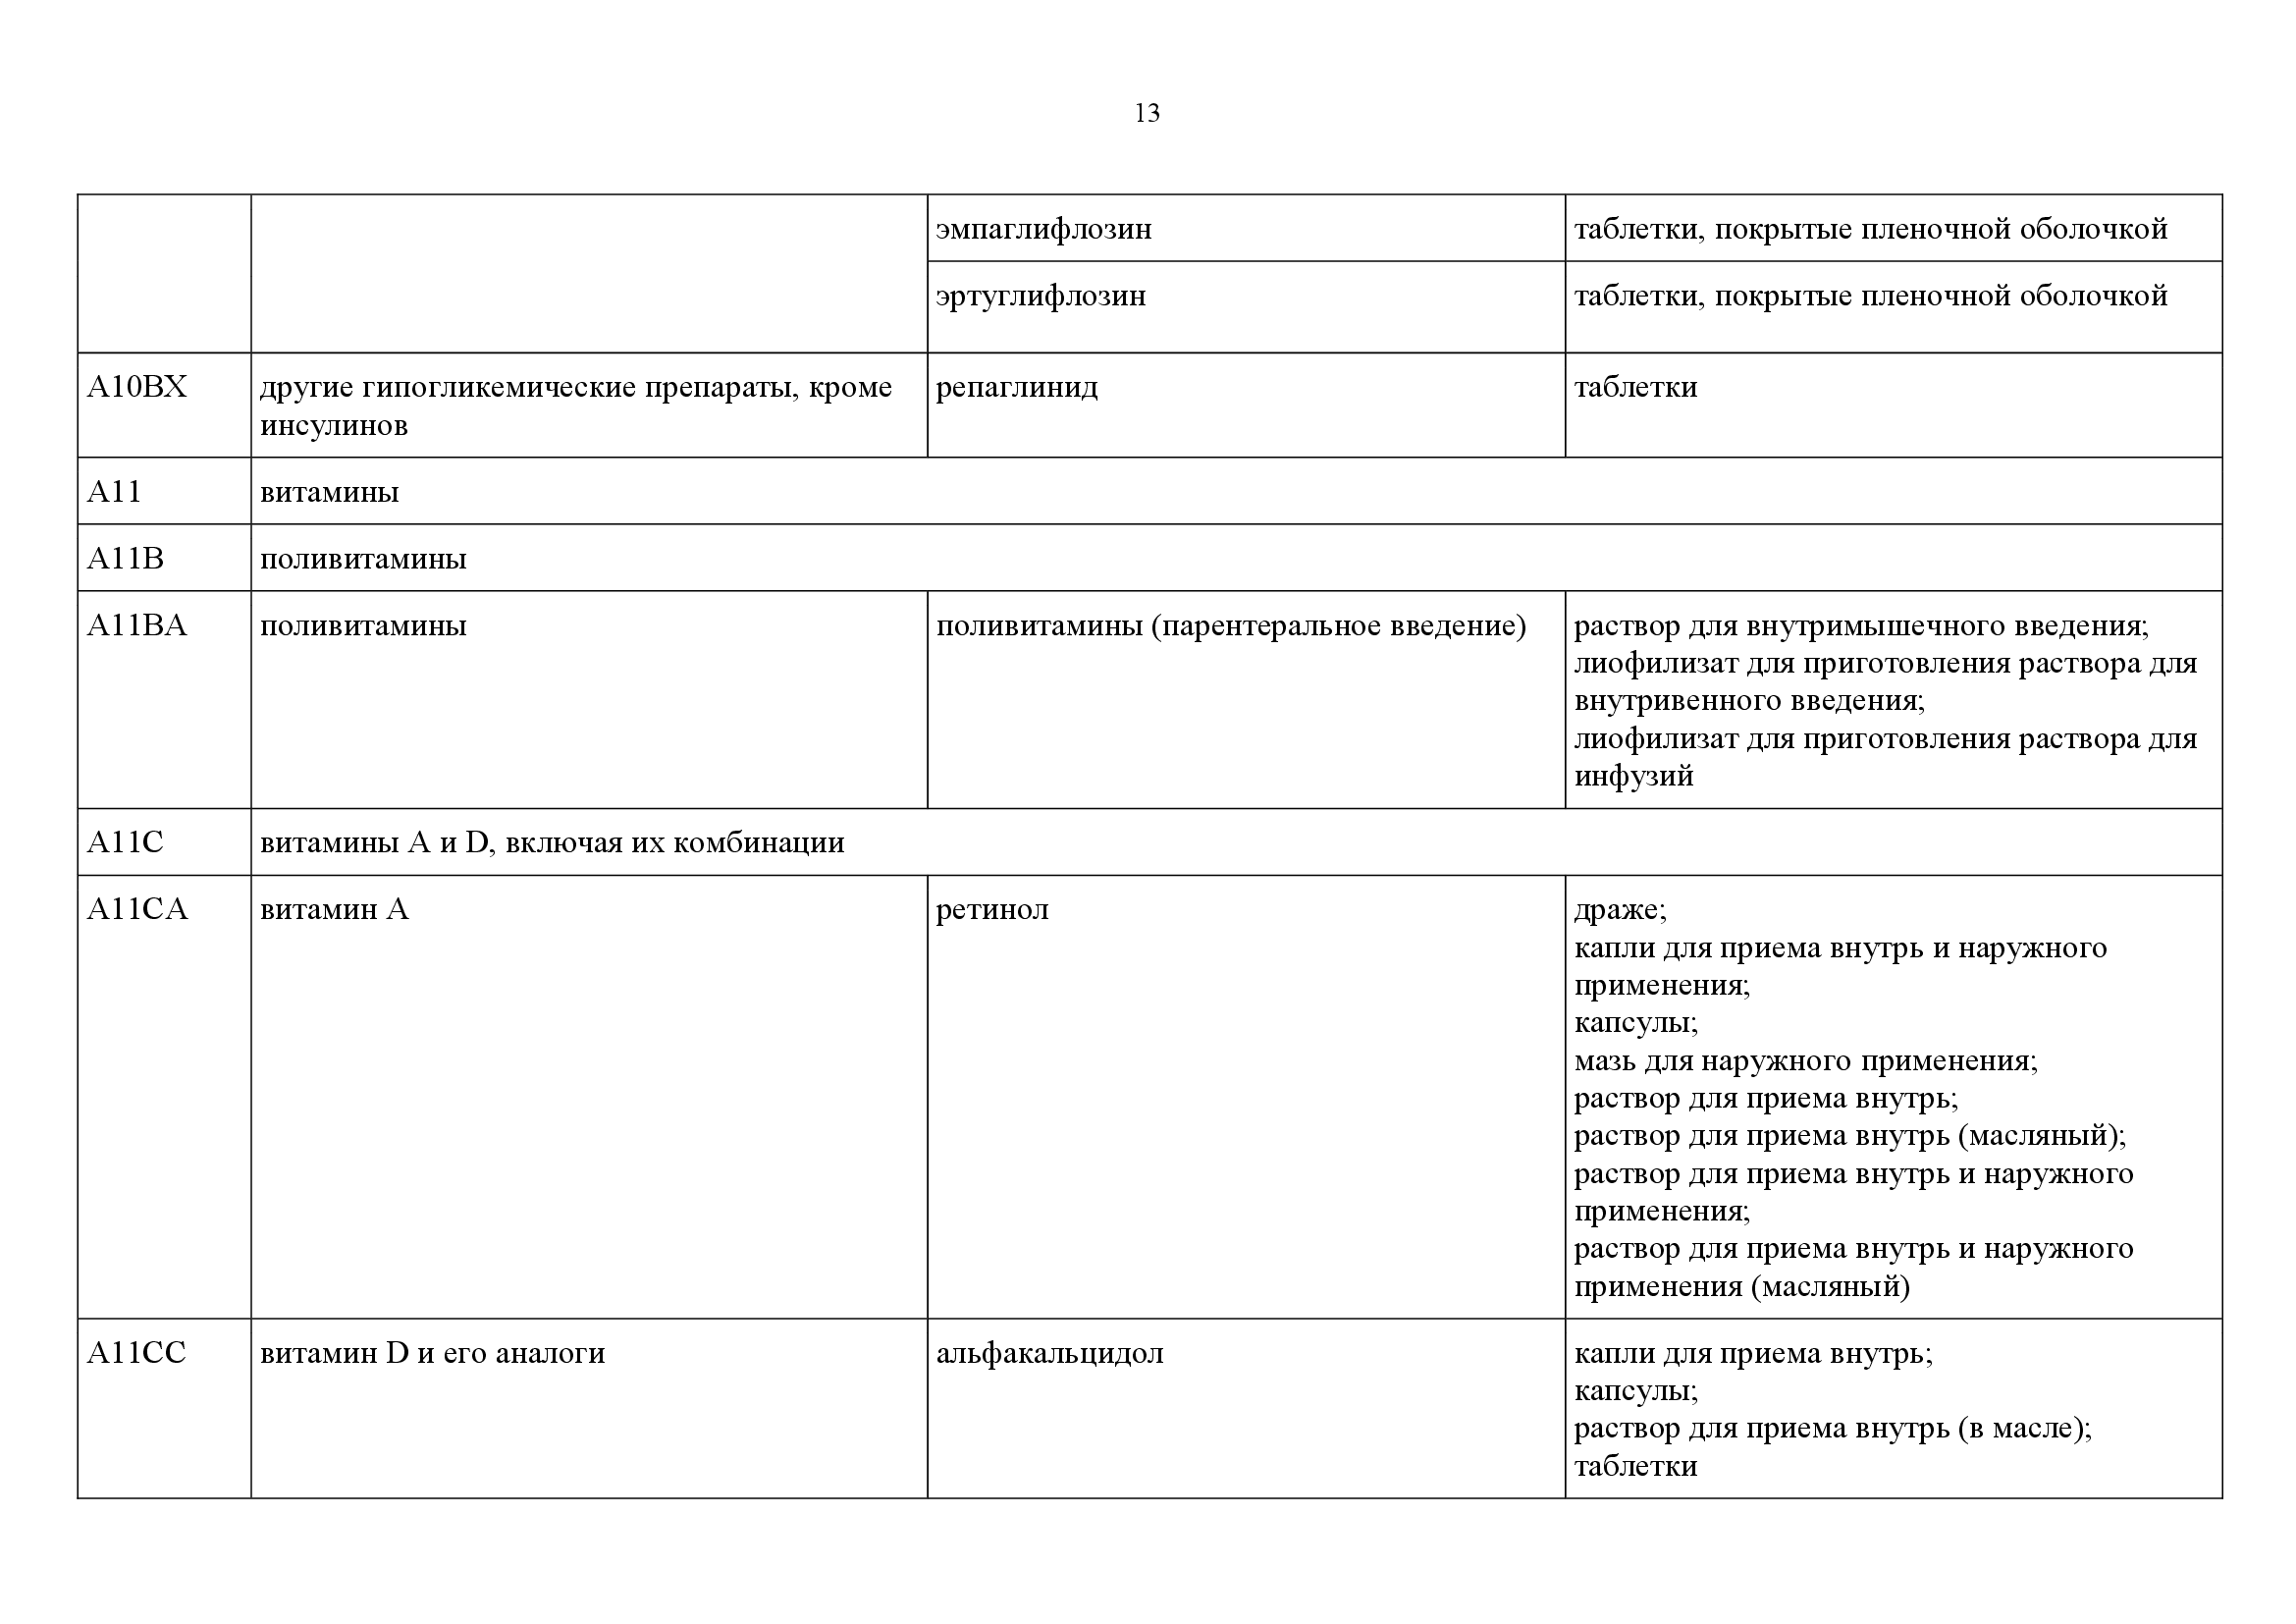 13
эмпаглифлозин
таблетки, покрытые пленочной оболочкой
эртуглифлозин
таблетки, покрытые пленочной оболочкой
A10BX
другие гипогликемические препараты, кроме
инсулинов
репаглинид
таблетки
A11
витамины
A11B
поливитамины
A11BA
поливитамины
поливитамины (парентеральное введение)
раствор для внутримышечного введения;
лиофилизат для приготовления раствора для
внутривенного введения;
лиофилизат для приготовления раствора для
инфузий
A11C
витамины A и D, включая их комбинации
A11CA
витамин A
ретинол
драже;
капли для приема внутрь и наружного
применения;
капсулы;
мазь для наружного применения;
раствор для приема внутрь;
раствор для приема внутрь (масляный);
раствор для приема внутрь и наружного
применения;
раствор для приема внутрь и наружного
применения (масляный)
A11CC
витамин D и его аналоги
альфакальцидол
капли для приема внутрь;
капсулы;
раствор для приема внутрь (в масле);
таблетки